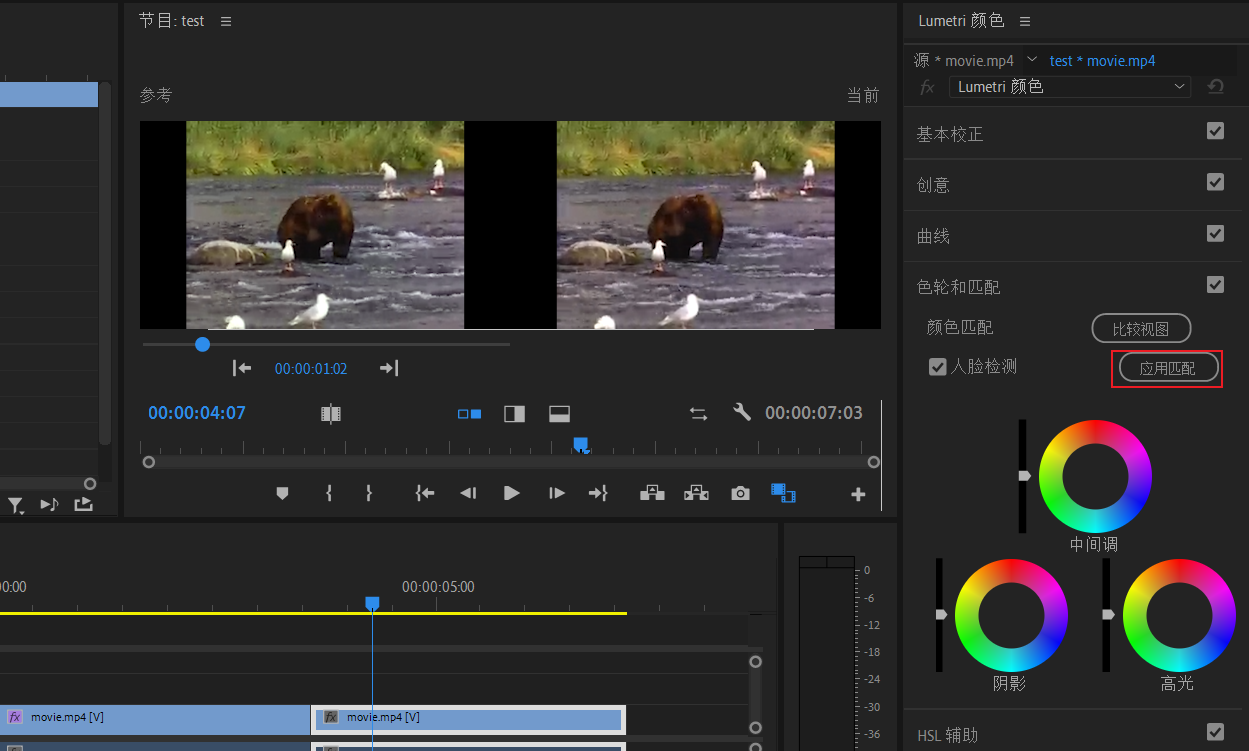 节目: test
参考
当前
00:00:01:02
00:00:04:07
00:00:07:03
:00:00
00:00:05:00
fx movie.mp4 [V]
fx movie.mp4 [V]
0
-6
-12
-18
-24
-30
-36
Lumetri 颜色
源 * movie.mp4
test * movie.mp4
fx Lumetri 颜色
基本校正
创意
曲线
色轮和匹配
颜色匹配
比较视图
人脸检测
应用匹配
中间调
阴影
高光
HSL 辅助